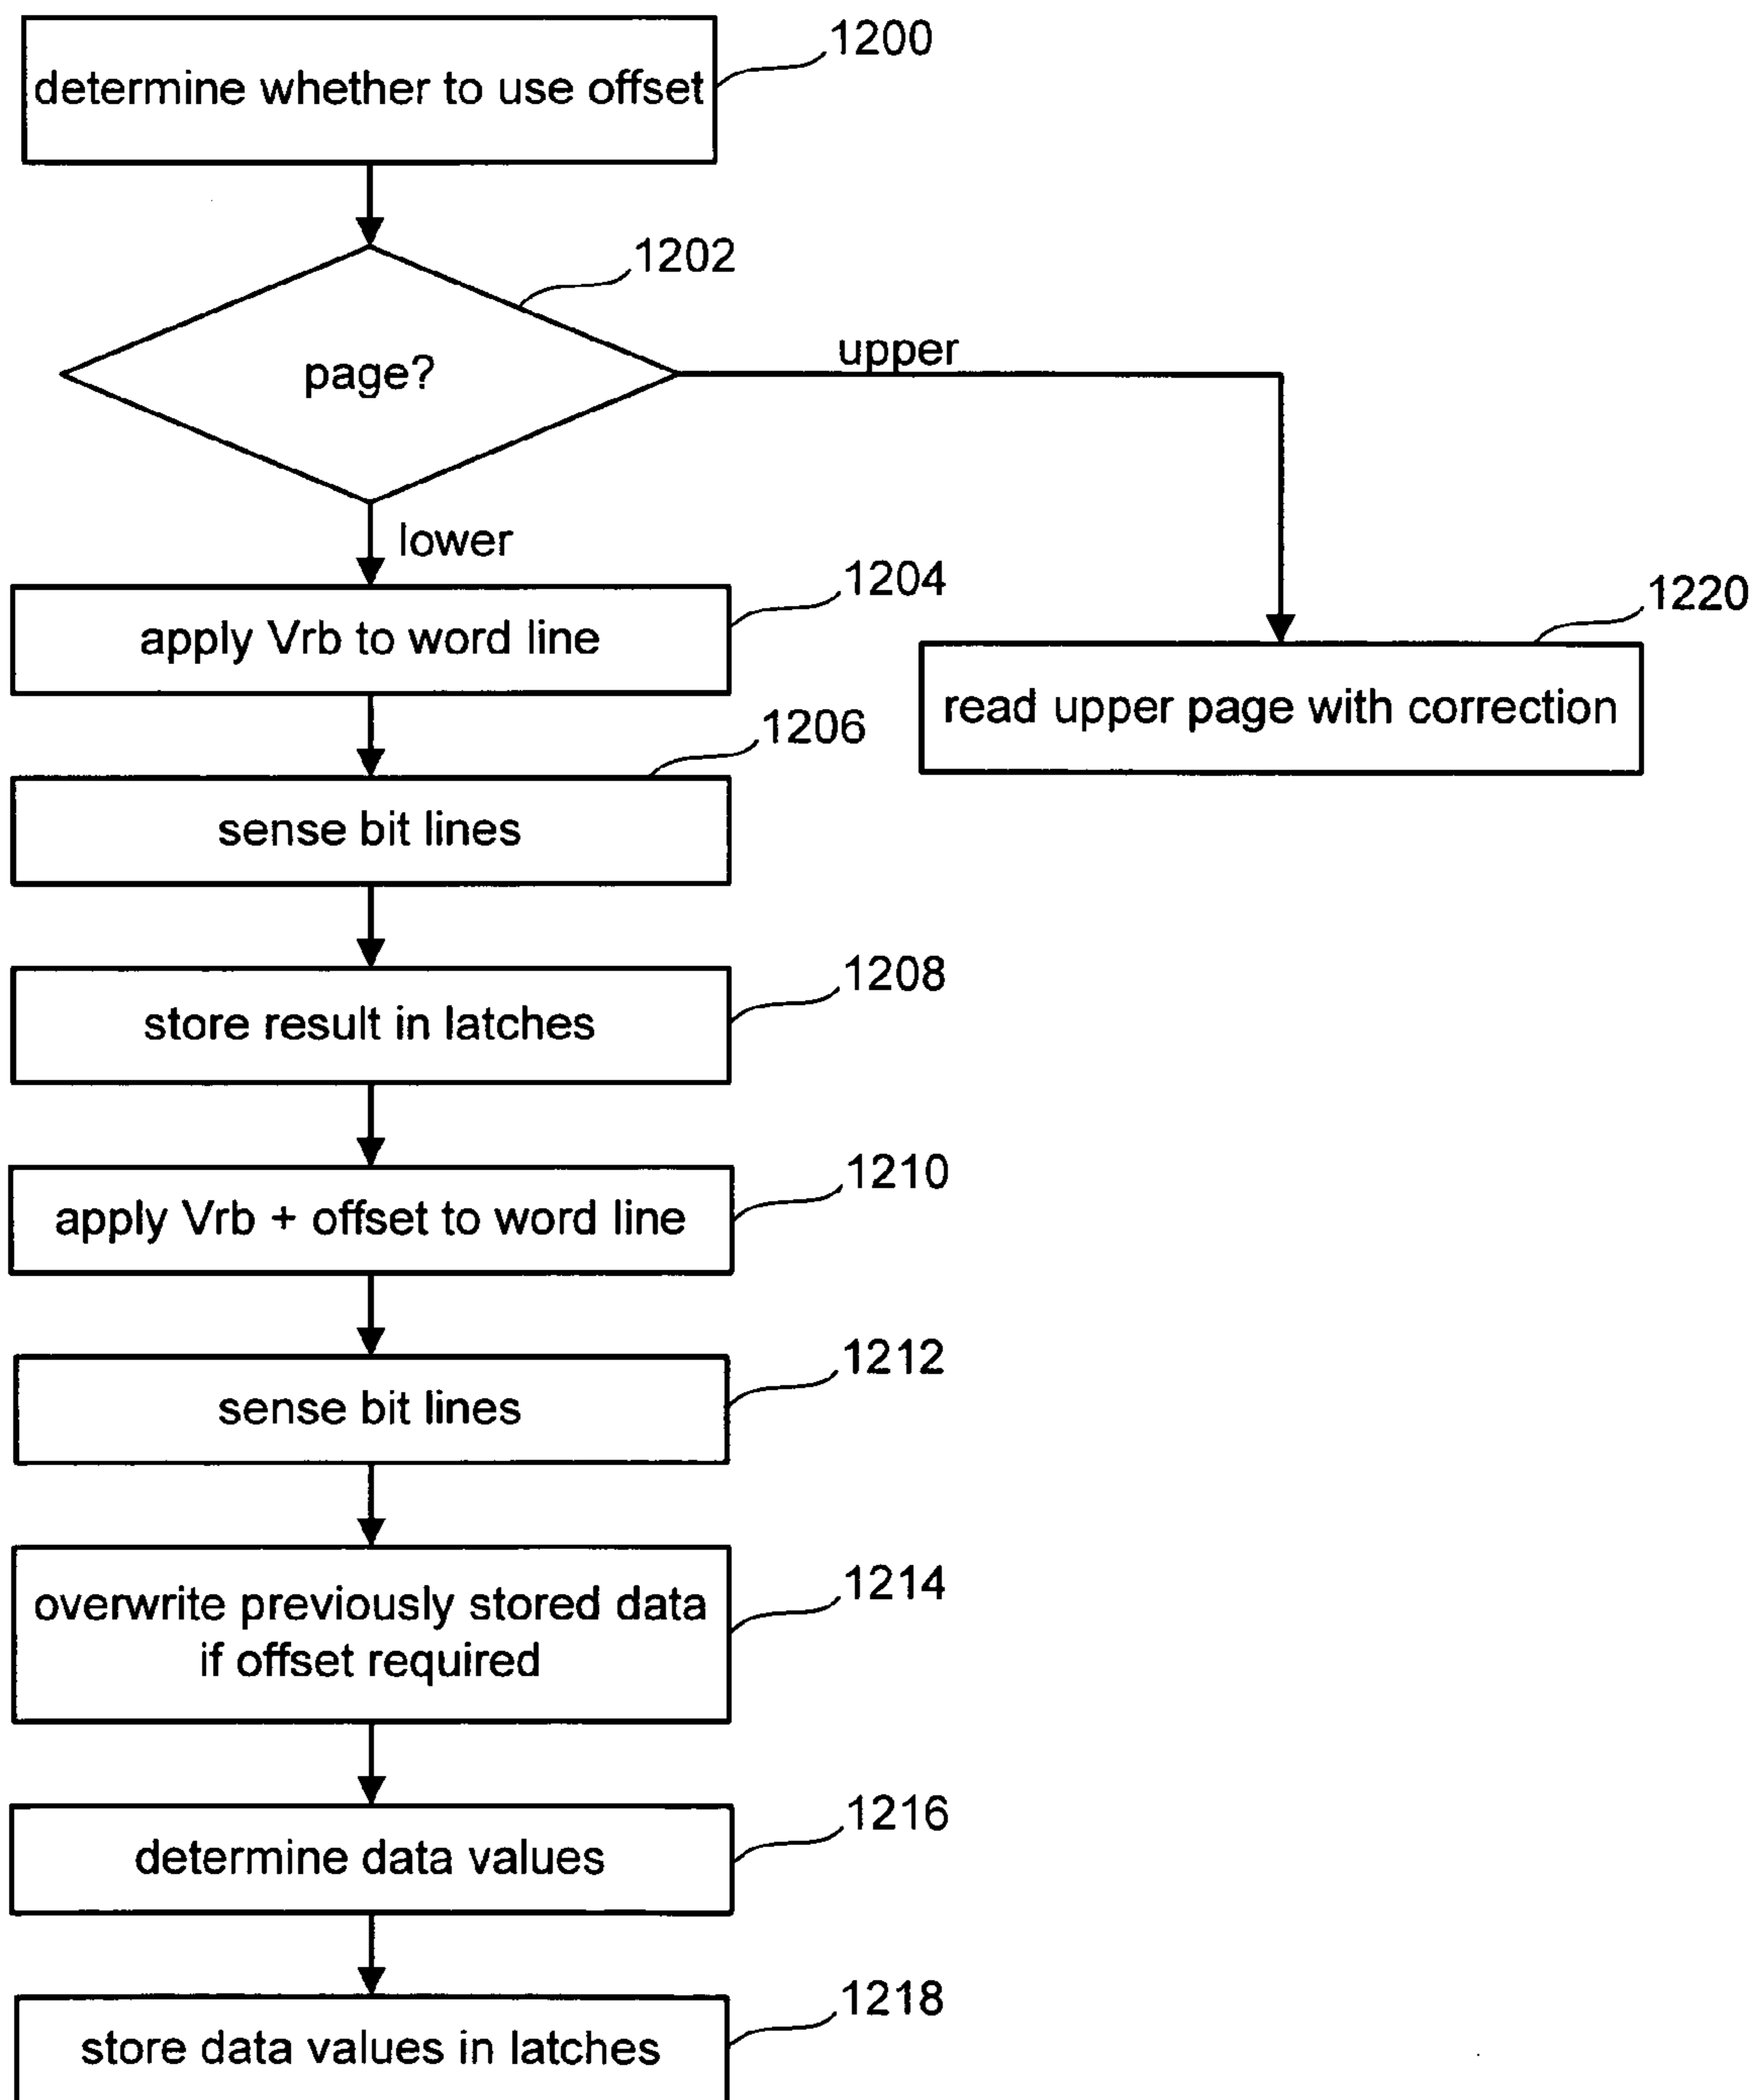 1200
determine whether to use offset
1202
page?
upper
lower
1204
apply Vrb to word line
1220
read upper page with correction
1206
sense bit lines
1208
store result in latches
1210
apply Vrb + offset to word line
1212
sense bit lines
1214
overwrite previously stored data
if offset required
1216
determine data values
1218
store data values in latches